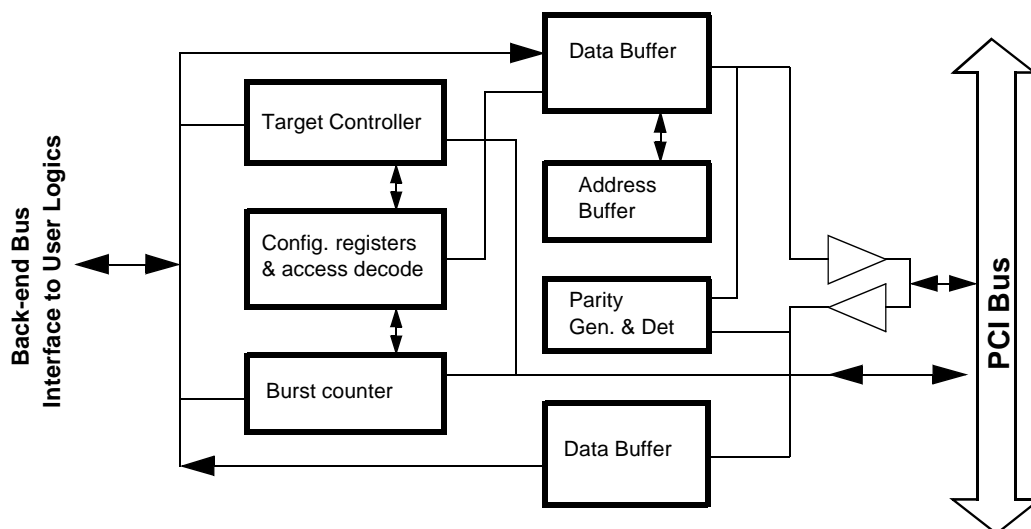 Back-end Bus
Interface to User Logics
Target Controller
Config. registers
& access decode
Burst counter
Data Buffer
Address
Buffer
Parity
Gen. & Det
Data Buffer
PCI Bus